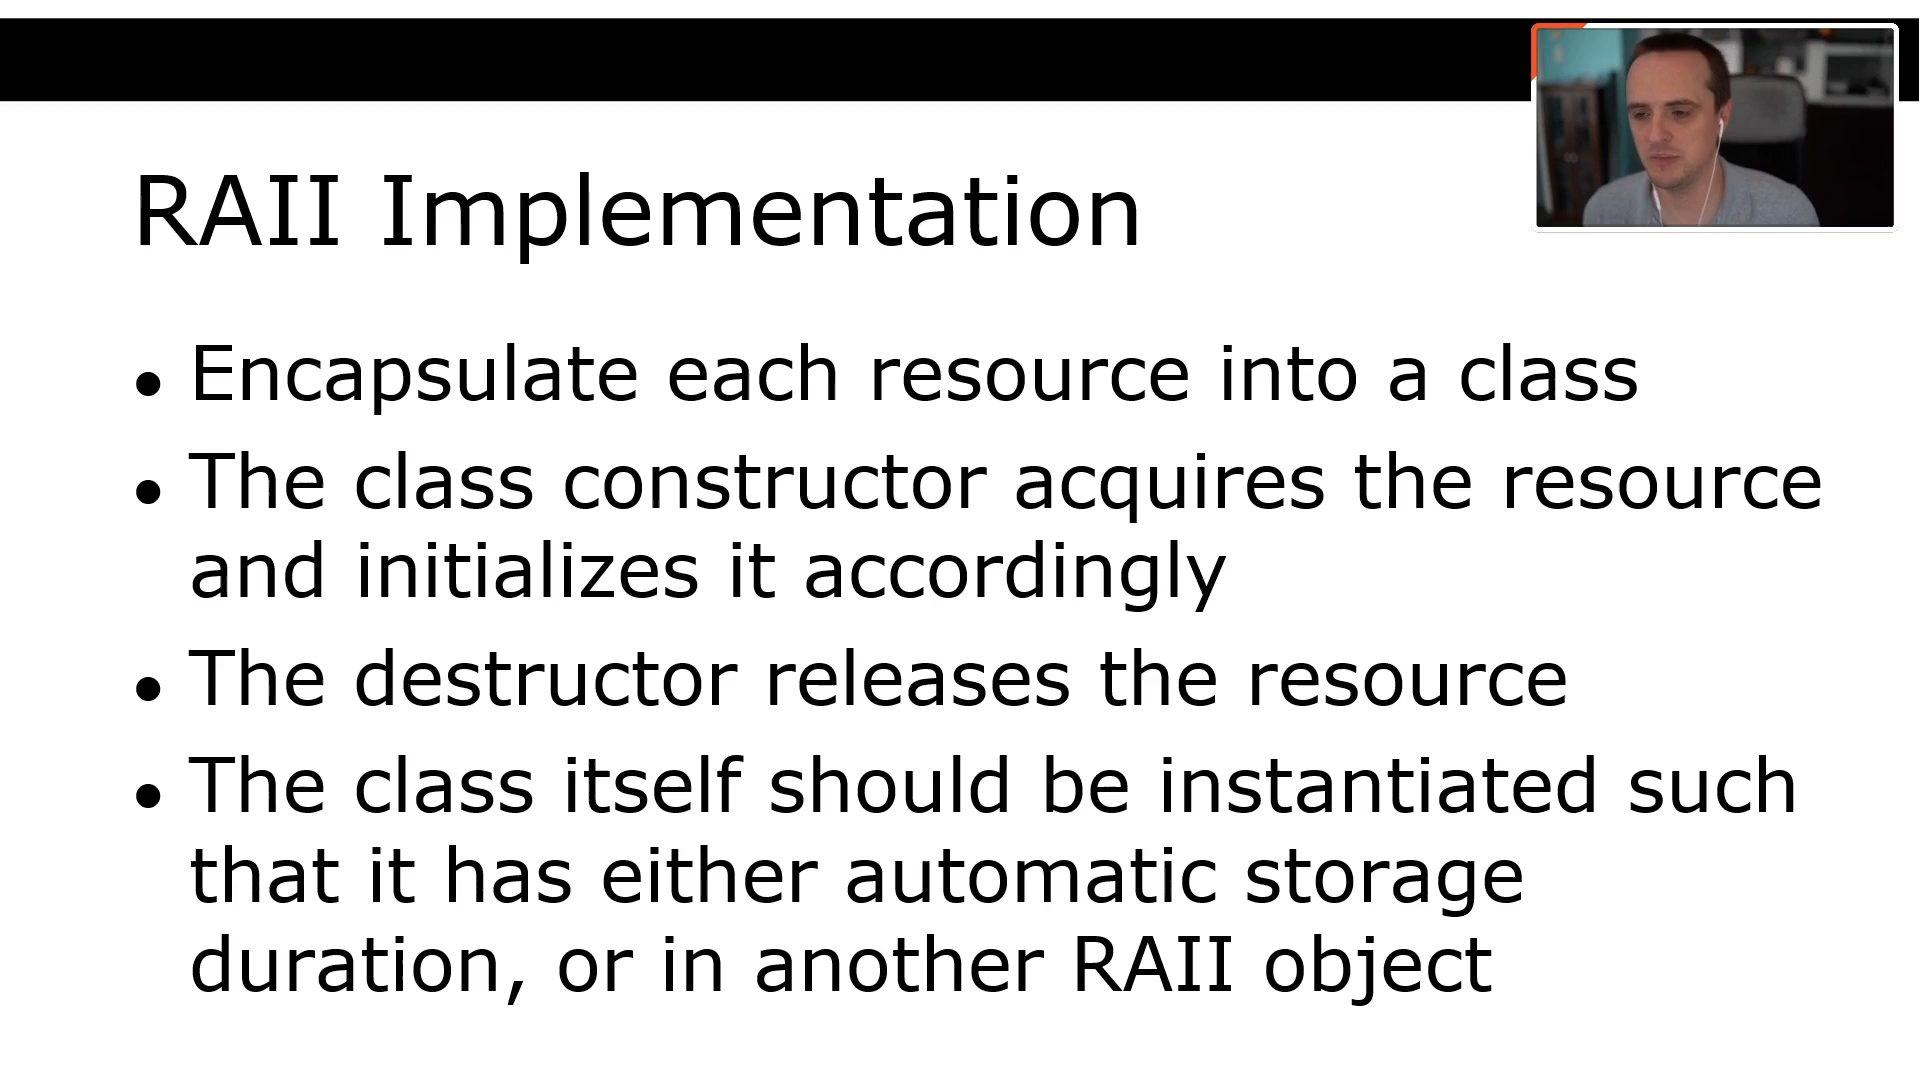 RAII Implementation
• Encapsulate each resource into a class
• The class constructor acquires the resource
and initializes it accordingly
• The destructor releases the resource
• The class itself should be instantiated such
that it has either automatic storage
duration, or in another RAII object